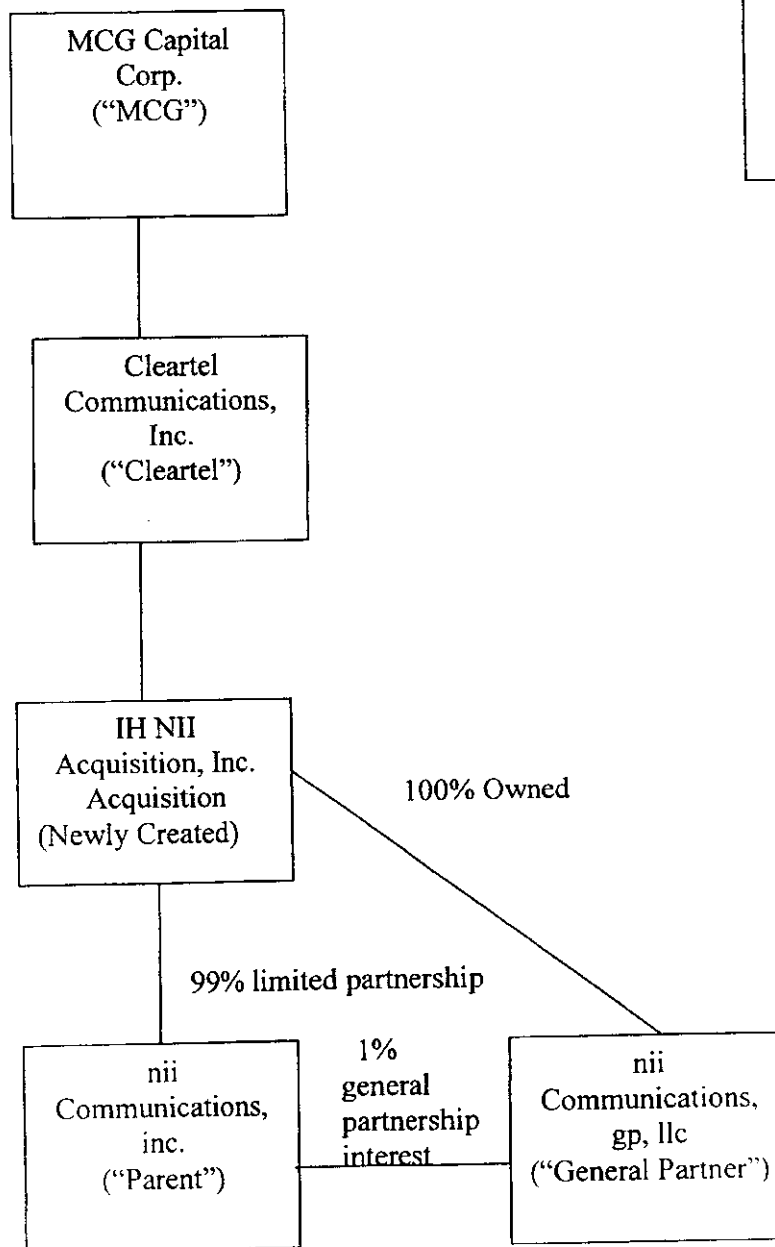 MCG Capital
Corp.
(“MCG”)
Cleartel
Communications,
Inc.
(“Cleartel”)
IH NII
Acquisition, Inc.
Acquisition
(Newly Created)
100% Owned
99% limited partnership
nii
Communications,
inc.
(“Parent”)
1%
general
partnership
interest
nii
Communications,
gp, llc
(“General Partner”)